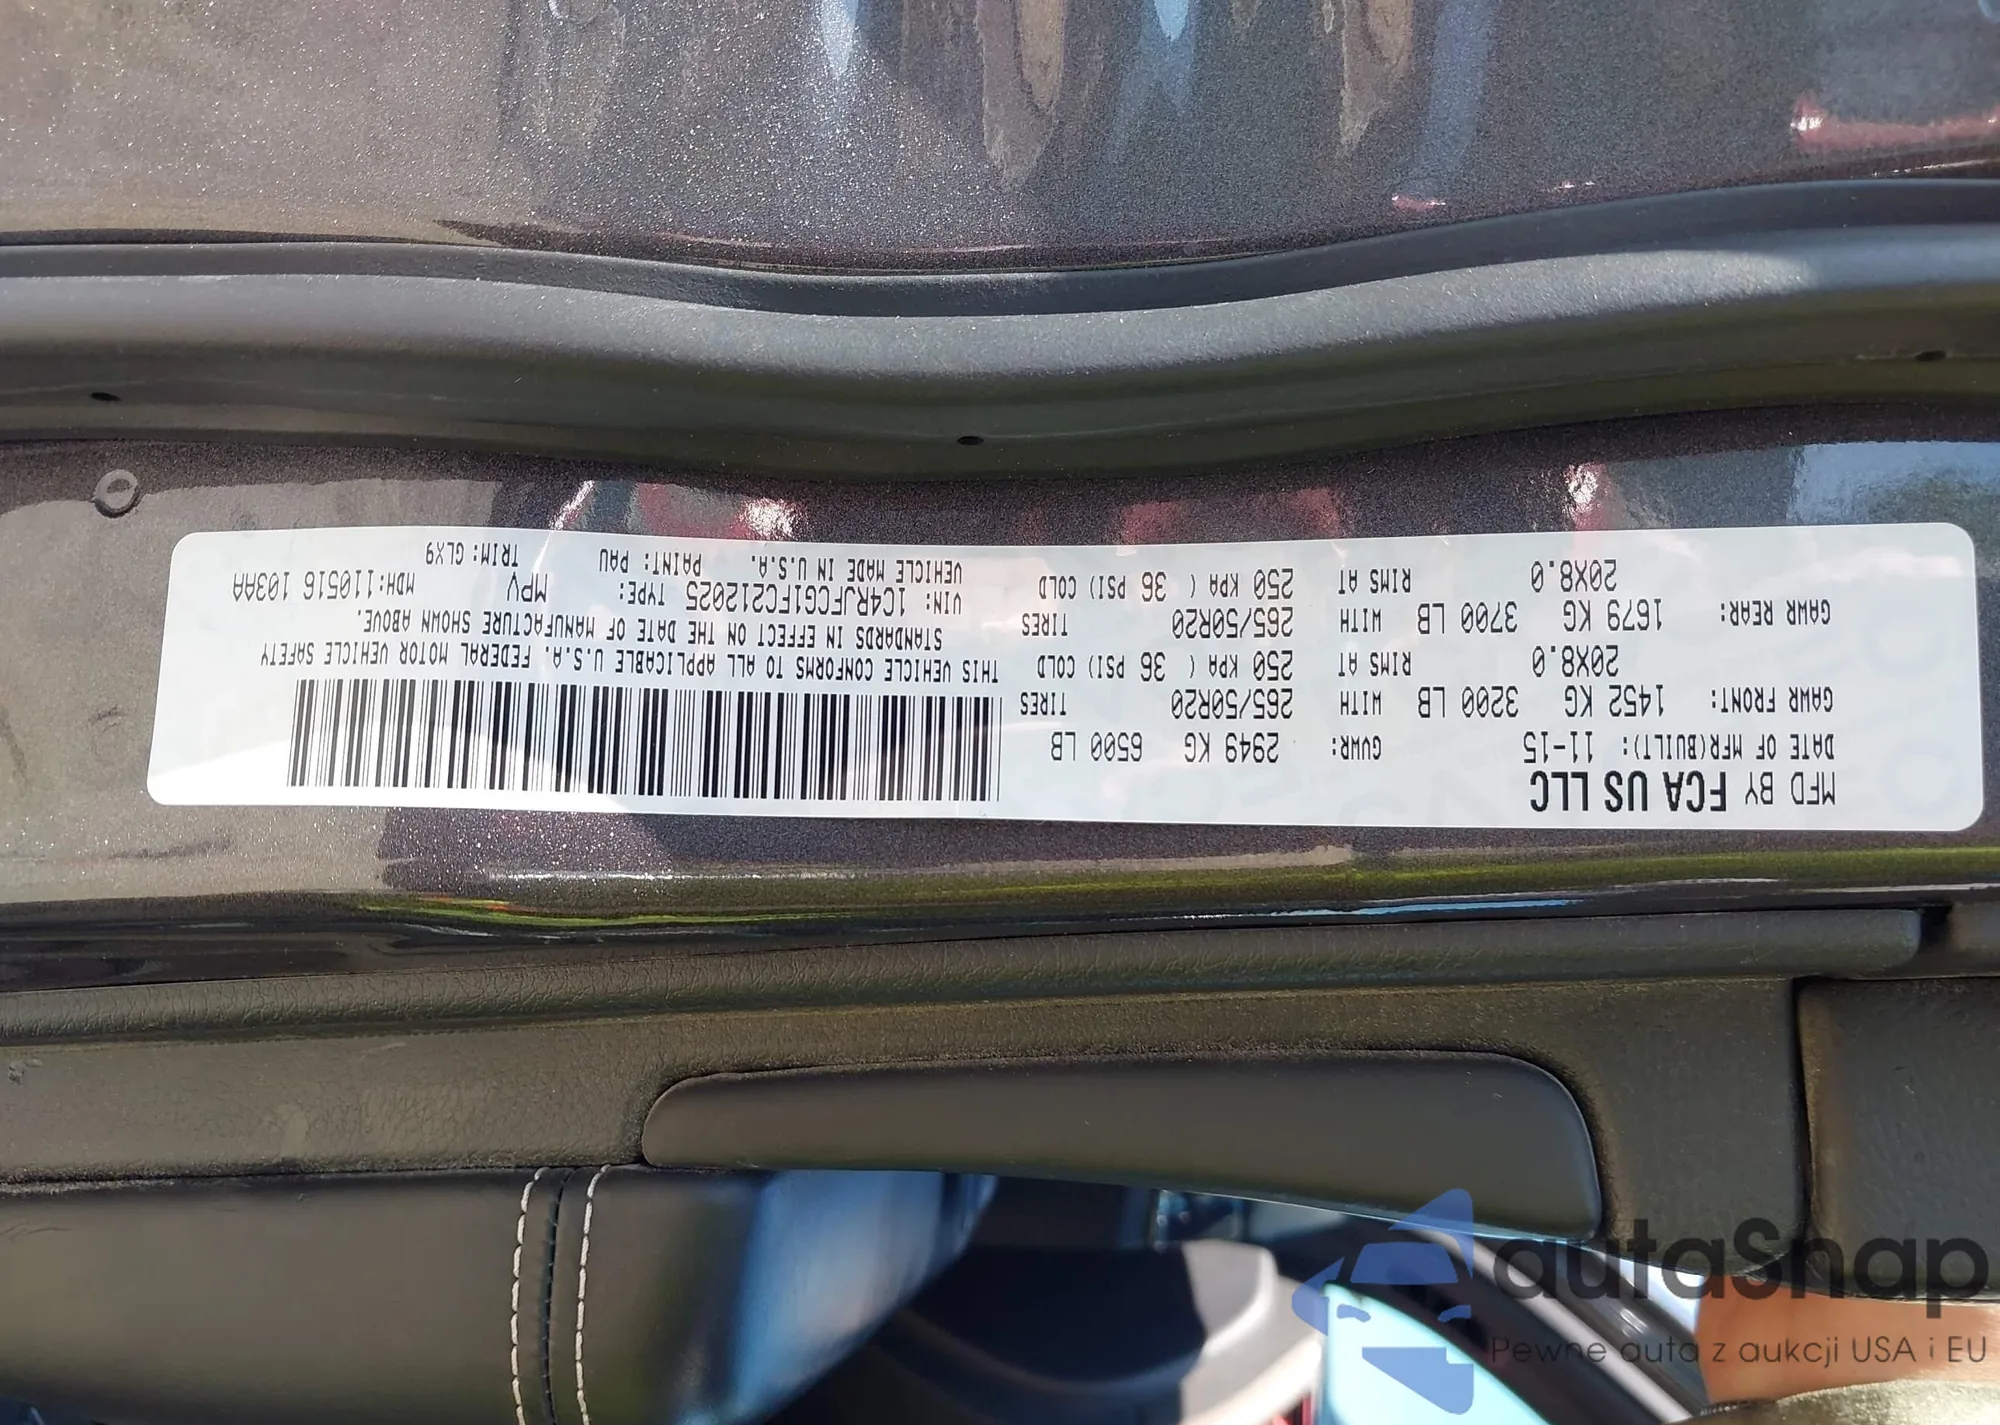 MFD BY FCA US LLC
DATE OF MFR(BUILT): 11-15 GVWR: 2949 KG 6500 LB
GAWR FRONT: 1452 KG 3200 LB WITH 265/50R20 TIRES
20X8.0 RIMS AT 250 KPA ( 36 PSI) COLD
GAWR REAR: 1679 KG 3700 LB WITH 265/50R20 TIRES
20X8.0 RIMS AT 250 KPA ( 36 PSI) COLD
THIS VEHICLE CONFORMS TO ALL APPLICABLE U.S.A. FEDERAL MOTOR VEHICLE SAFETY
STANDARDS IN EFFECT ON THE DATE OF MANUFACTURE SHOWN ABOVE.
VIN: 1C4RJFCG1FC212025 TYPE: MPV MDH:110516 103AA
VEHICLE MADE IN U.S.A. PAINT: PAU TRIM: GLX9
autaSnap
Pewne auta z aukcji USA i EU